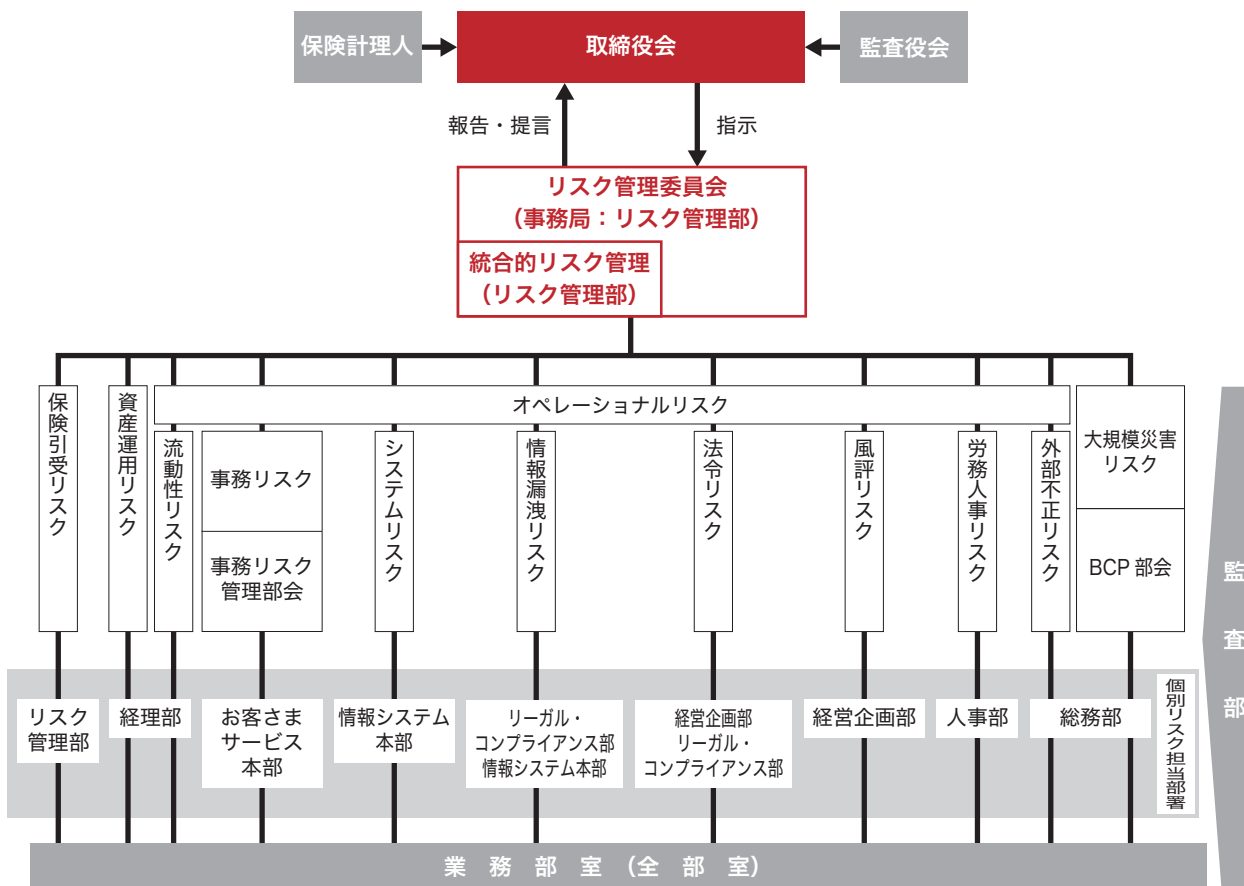 保険計理人
取締役会
監査役会
報告・提言
指示
リスク管理委員会
（事務局：リスク管理部）
統合的リスク管理
（リスク管理部）
保険引受リスク
資産運用リスク
オペレーショナルリスク
流動性リスク
事務リスク
事務リスク
管理部会
システムリスク
情報漏洩リスク
法令リスク
風評リスク
労務人事リスク
外部不正リスク
大規模災害
リスク
BCP 部会
監査部
リスク
管理部
経理部
お客さま
サービス
本部
情報システム
本部
リーガル・
コンプライアンス部
情報システム本部
経営企画部
リーガル・
コンプライアンス部
経営企画部
人事部
総務部
個別リスク担当部署
業 務 部 室 （全 部 室）